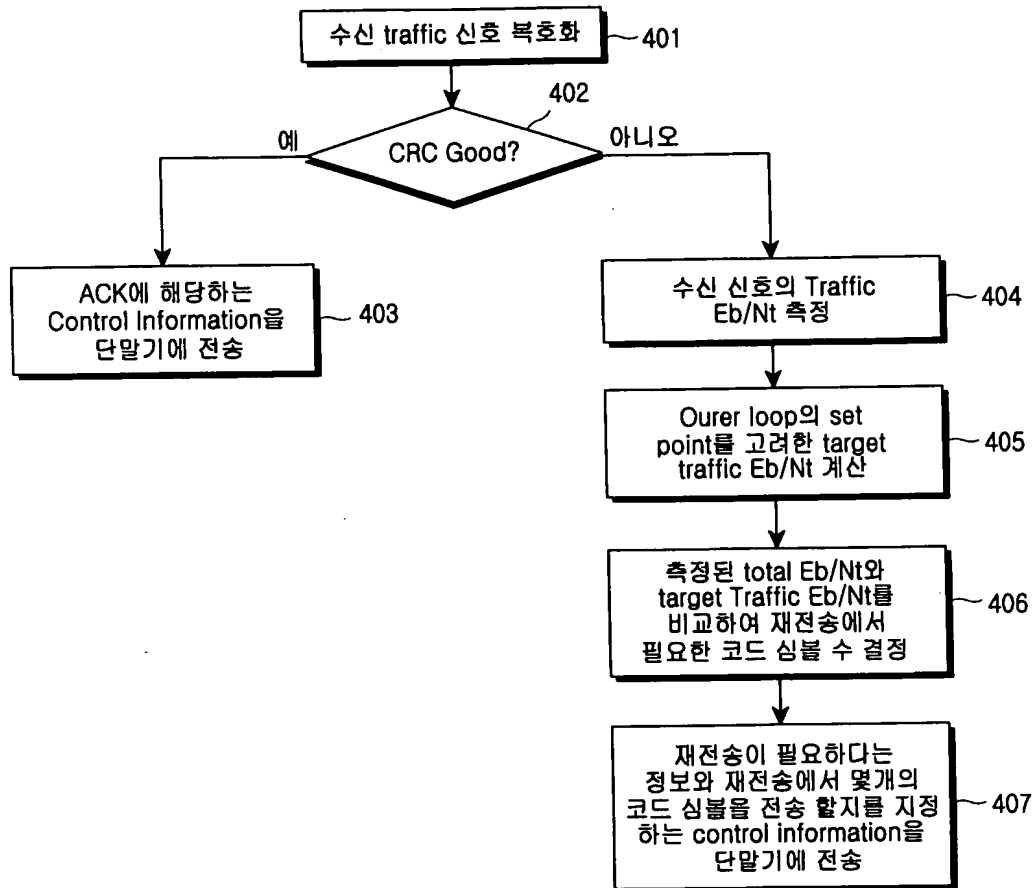 수신 traffic 신호 복호화
401
402
예
CRC Good?
아니오
ACK에 해당하는
Control Information을
단말기에 전송
403
수신 신호의 Traffic
Eb/Nt 측정
404
Ourer loop의 set
point를 고려한 target
traffic Eb/Nt 계산
405
측정된 total Eb/Nt와
target Traffic Eb/Nt를
비교하여 재전송에서
필요한 코드 심볼 수 결정
406
재전송이 필요하다는
정보와 재전송에서 몇개의
코드 심볼을 전송 할지를 지정
하는 control information을
단말기에 전송
407